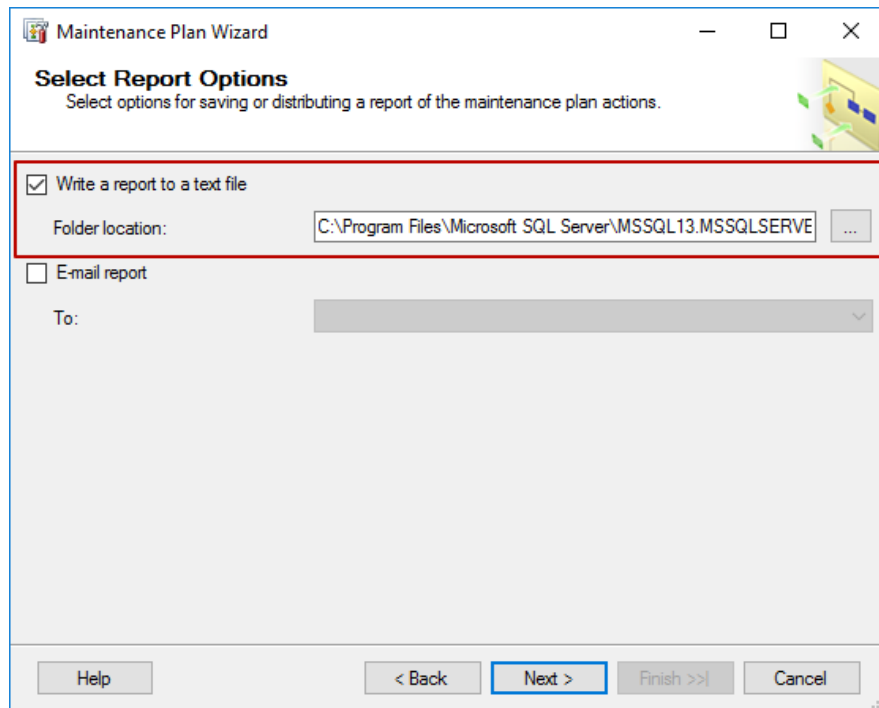 Maintenance Plan Wizard
Select Report Options
Select options for saving or distributing a report of the maintenance plan actions.
Write a report to a text file
Folder location: C:\Program Files\Microsoft SQL Server\MSSQL13.MSSQLSERVE ...
E-mail report
To:
Help < Back Next > Finish >>| Cancel